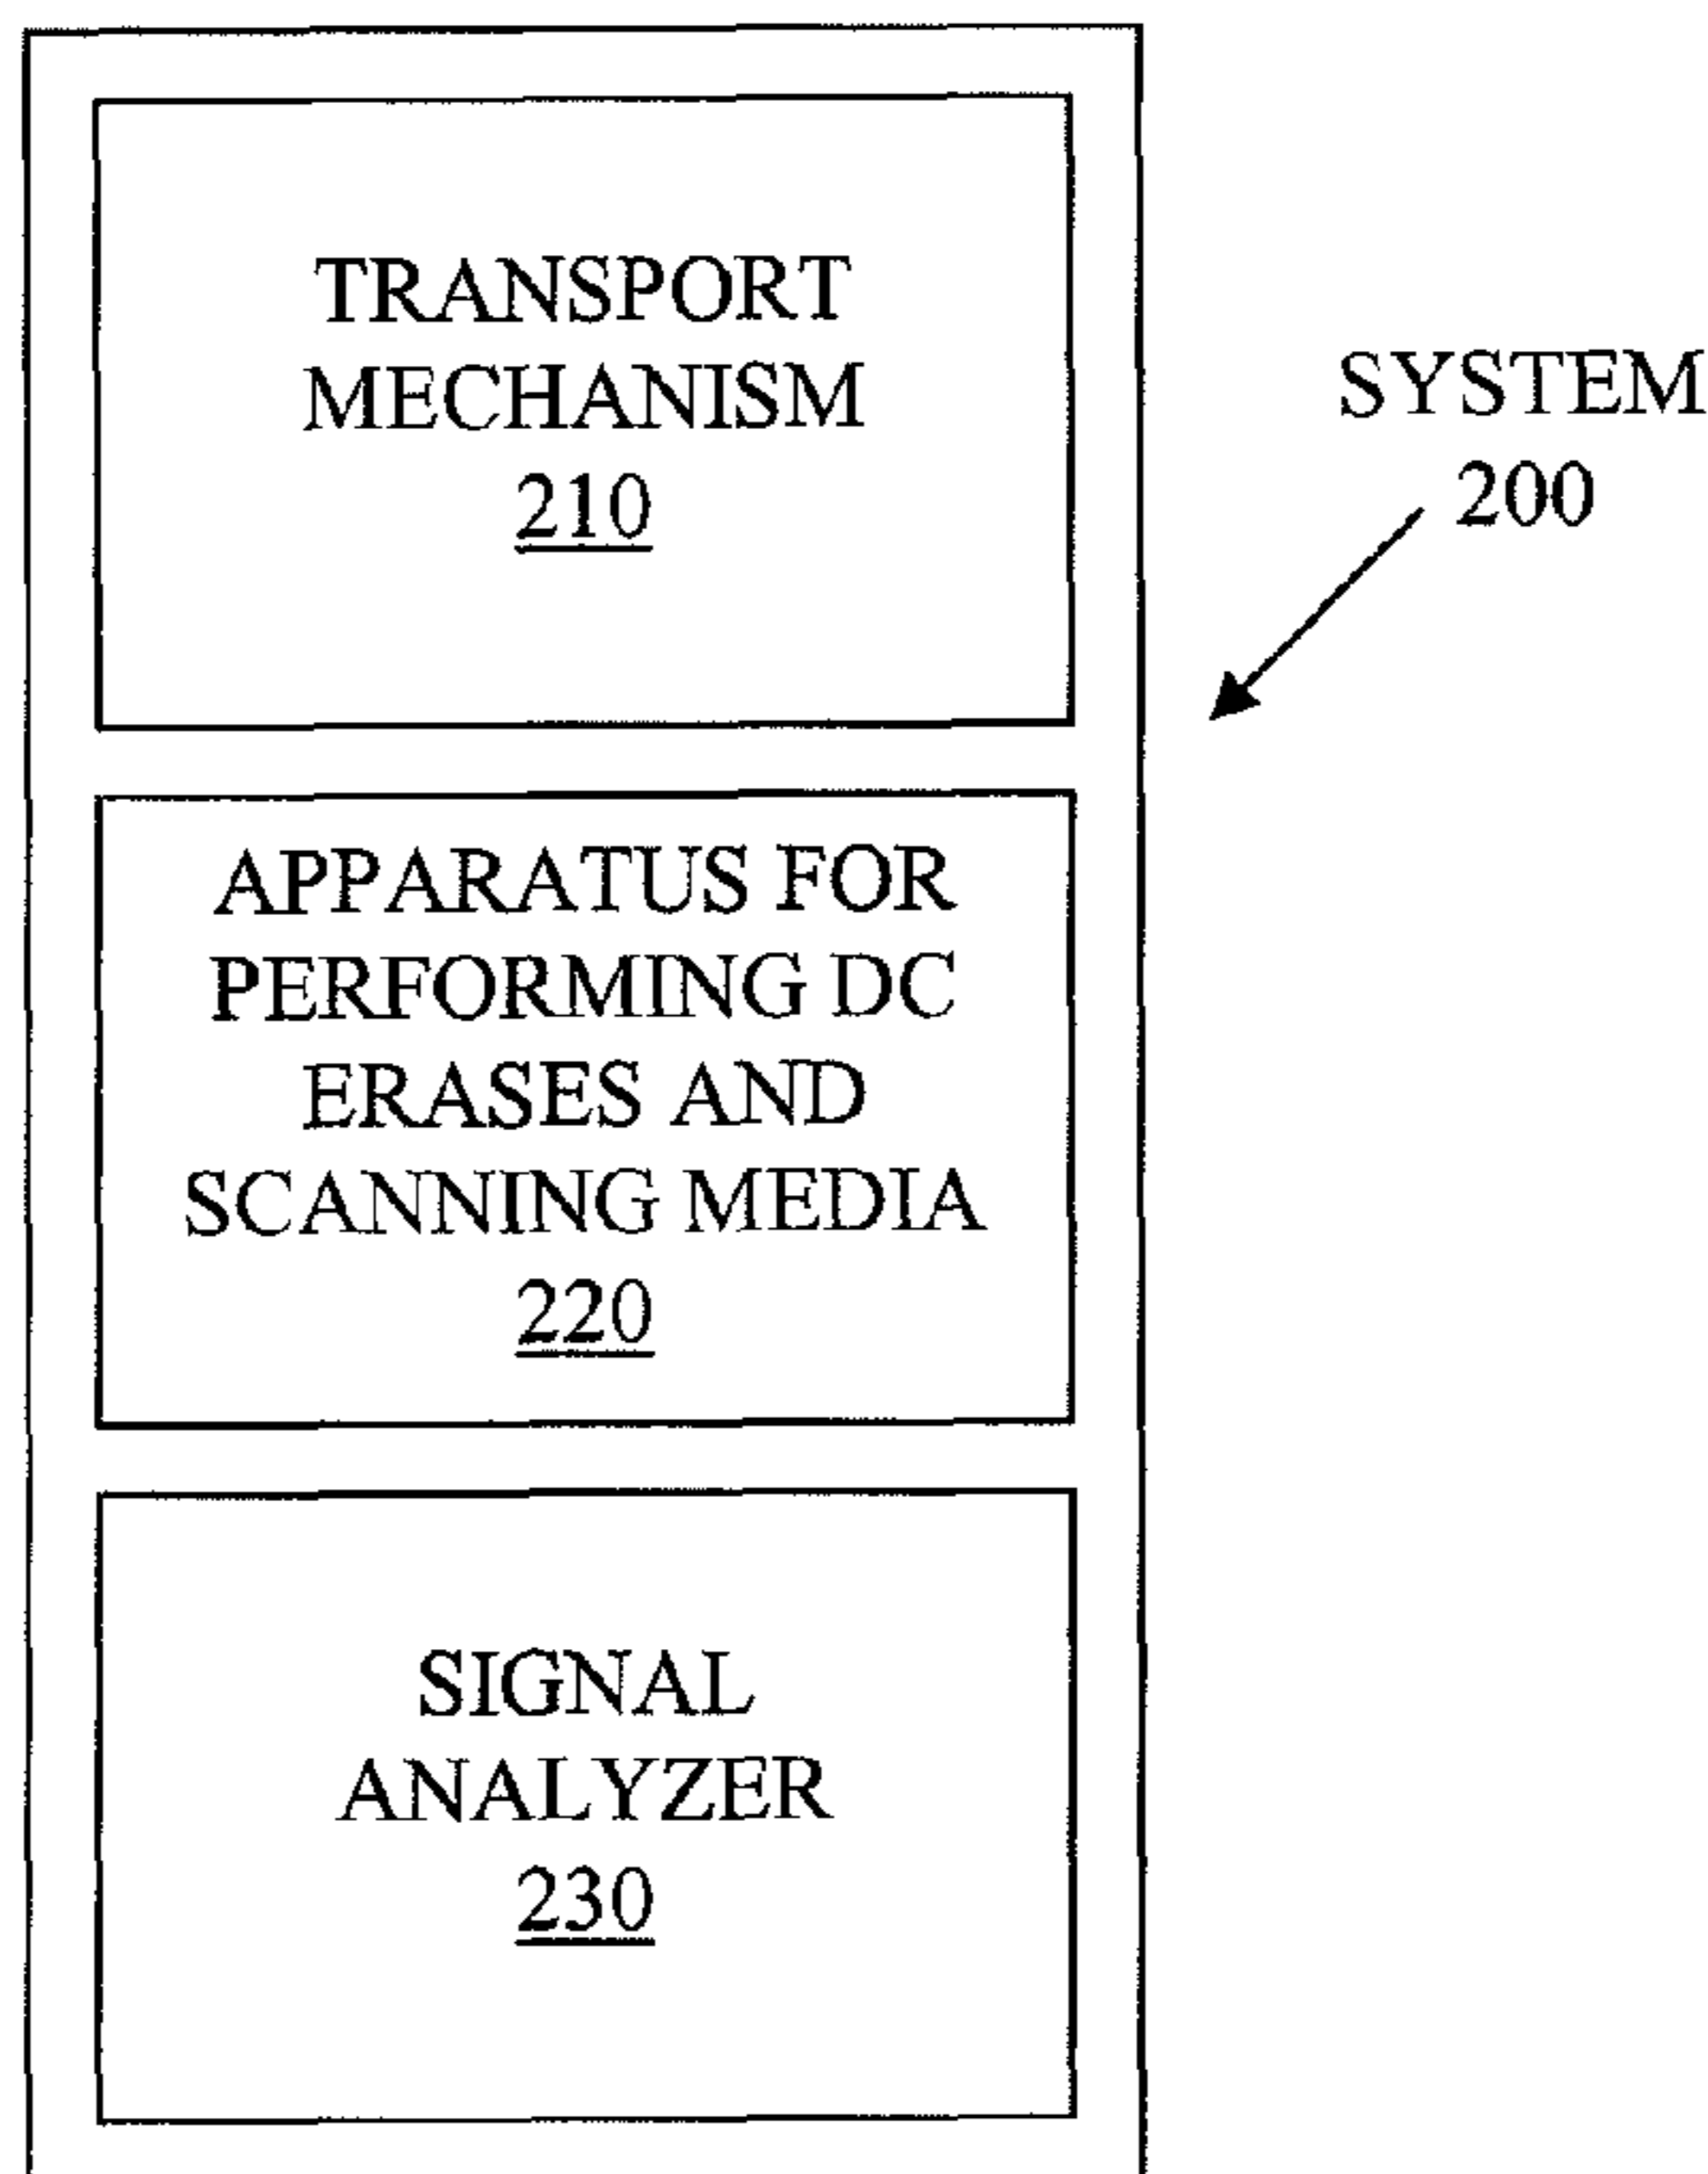 TRANSPORT
MECHANISM
210
SYSTEM
200
APPARATUS FOR
PERFORMING DC
ERASES AND
SCANNING MEDIA
220
SIGNAL
ANALYZER
230